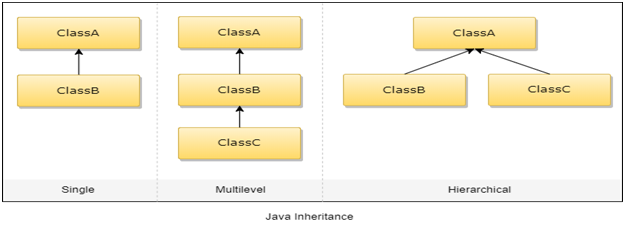 ClassA
ClassB
Single
ClassA
ClassB
ClassC
Multilevel
ClassA
ClassB
ClassC
Hierarchical
Java Inheritance